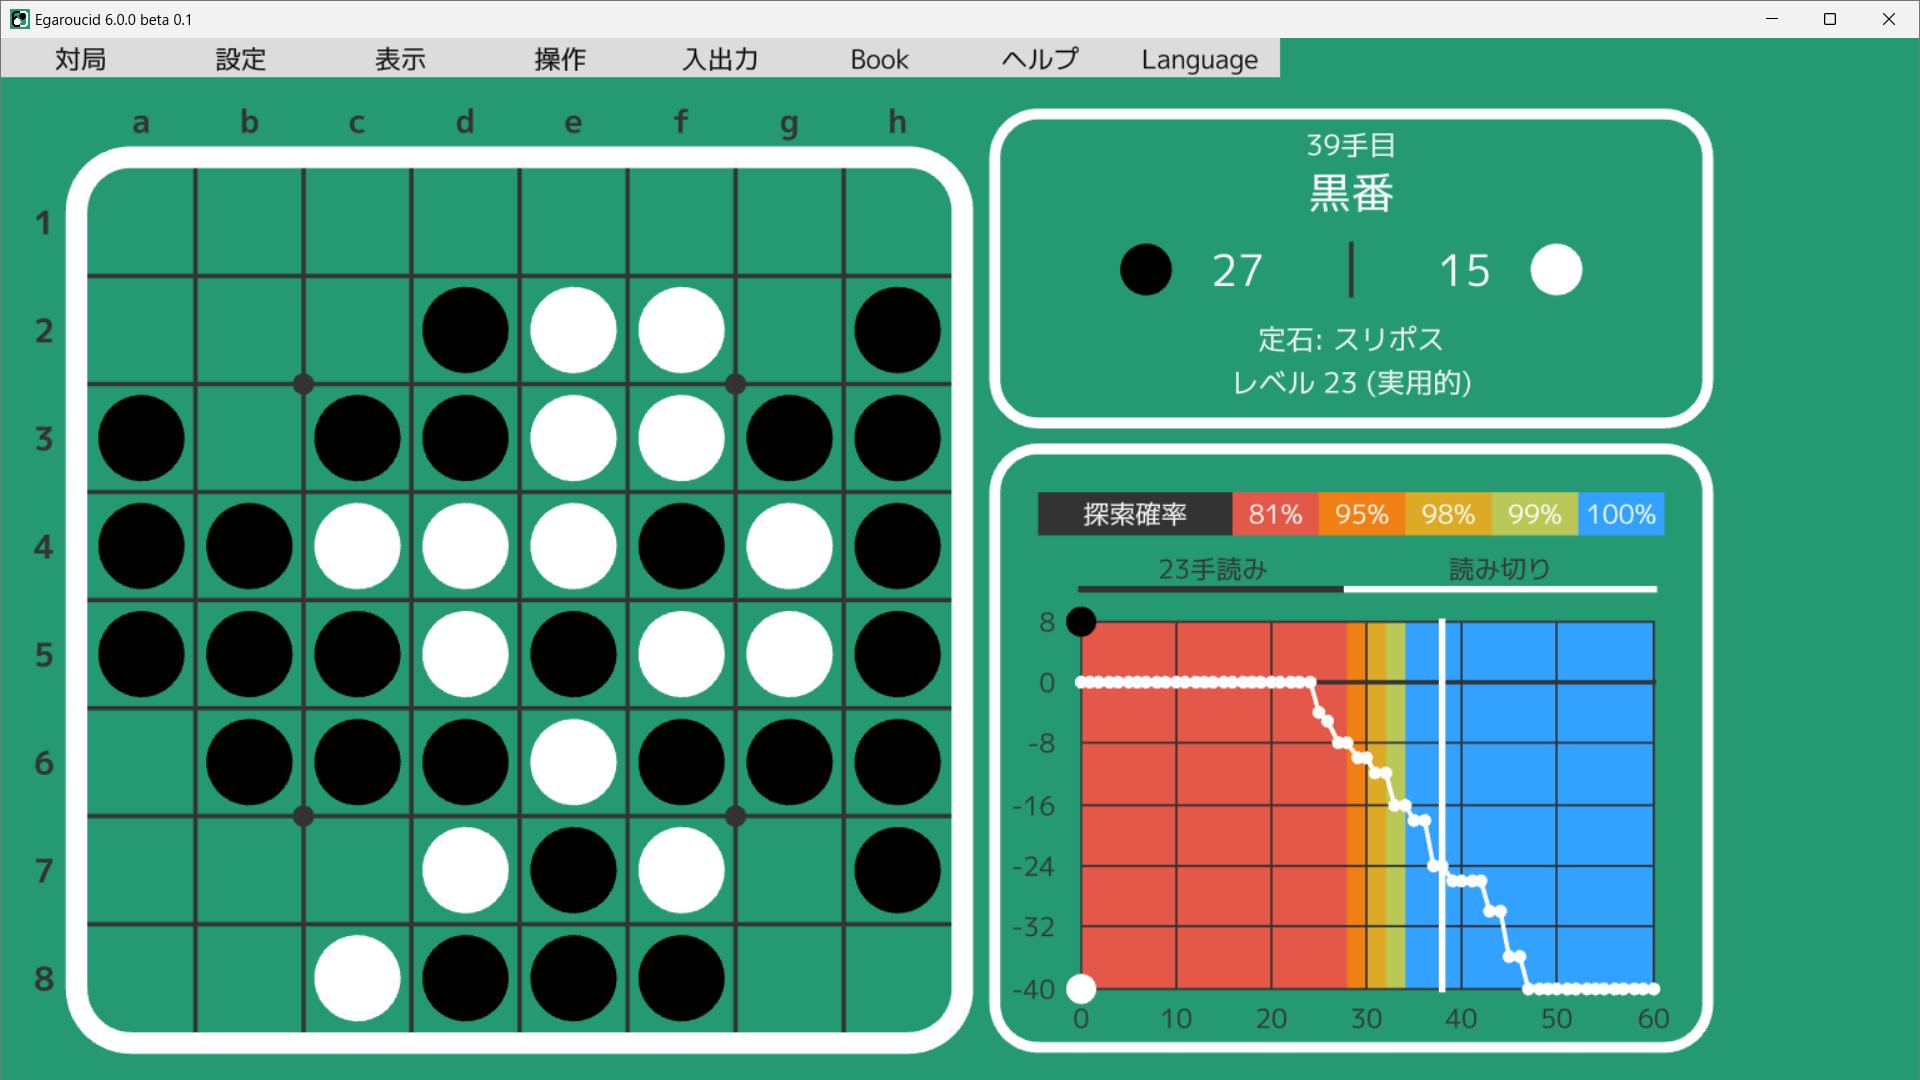 Egaroucid 6.0.0 beta 0.1
対局 設定 表示 操作 入出力 Book ヘルプ Language
a b c d e f g h
1
2
3
4
5
6
7
8
39手目
黒番
27 15
定石: スリポス
レベル 23 (実用的)
探索確率 81% 95% 98% 99% 100%
23手読み 読み切り
8
0
-8
-16
-24
-32
-40
0 10 20 30 40 50 60